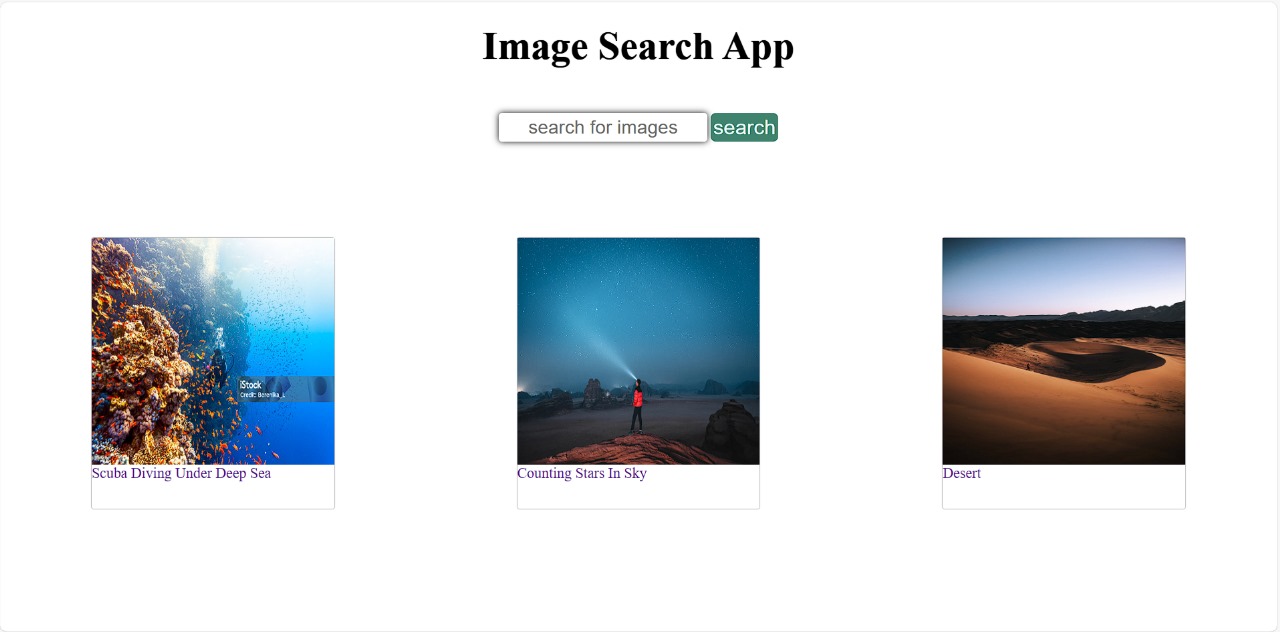 Image Search App
search for images
search
iStock
Credit: Beronika_L
Scuba Diving Under Deep Sea
Counting Stars In Sky
Desert